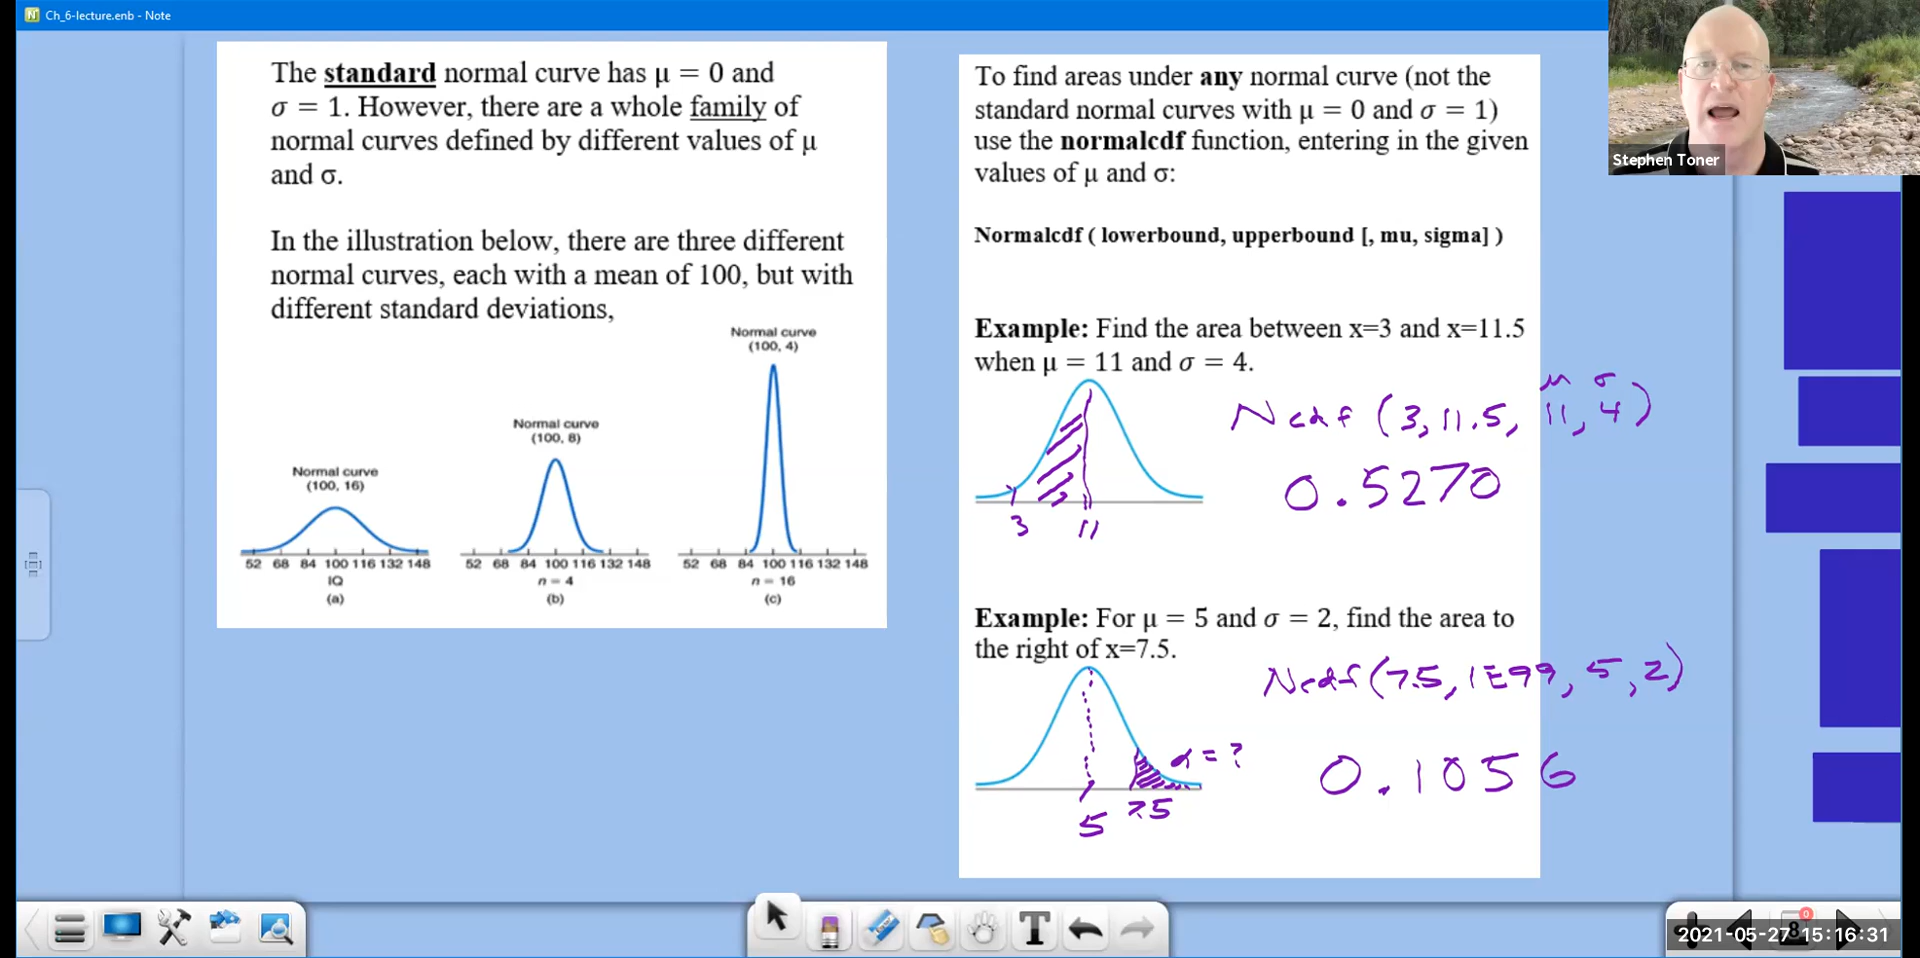 Ch_6-lecture.enb - Note
The standard normal curve has μ = 0 and
σ = 1. However, there are a whole family of
normal curves defined by different values of μ
and σ.
In the illustration below, there are three different
normal curves, each with a mean of 100, but with
different standard deviations,
Normal curve
(100, 16)
52 68 84 100 116 132 148
IQ
(a)
Normal curve
(100, 8)
52 68 84 100 116 132 148
n = 4
(b)
Normal curve
(100, 4)
52 68 84 100 116 132 148
n = 16
(c)
To find areas under any normal curve (not the
standard normal curves with μ = 0 and σ = 1)
use the normalcdf function, entering in the given
values of μ and σ:
Normalcdf ( lowerbound, upperbound [, mu, sigma] )
Example: Find the area between x=3 and x=11.5
when μ = 11 and σ = 4.
μ σ
Ncdf (3, 11.5, 11, 4)
0.5270
3 11
Example: For μ = 5 and σ = 2, find the area to
the right of x=7.5.
Ncdf(7.5, 1E99, 5, 2)
α = ?
0.1056
5 7.5
Stephen Toner
T
0
8
2021-05-27 15:16:31